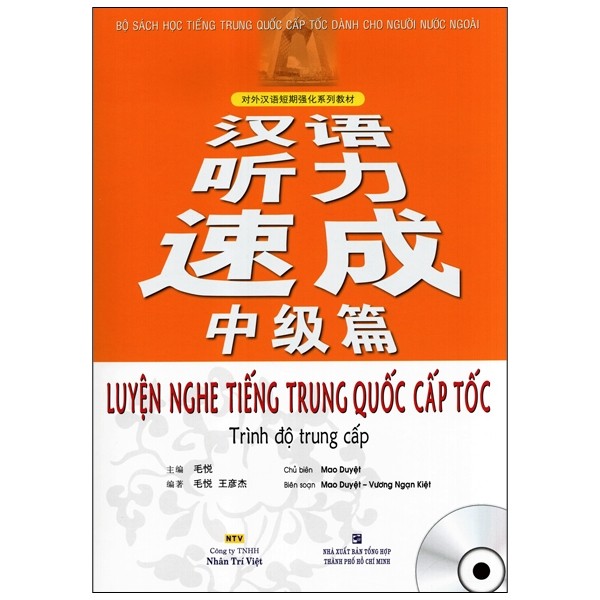 BỘ SÁCH HỌC TIẾNG TRUNG QUỐC CẤP TỐC DÀNH CHO NGƯỜI NƯỚC NGOÀI
对外汉语短期强化系列教材
汉语
听力
速成
中级篇
LUYỆN NGHE TIẾNG TRUNG QUỐC CẤP TỐC
Trình độ trung cấp
主编 毛悦 Chủ biên Mao Duyệt
编著 毛悦 王彦杰 Biên soạn Mao Duyệt – Vương Ngạn Kiệt
NTV
Công ty TNHH
Nhân Trí Việt
NHÀ XUẤT BẢN TỔNG HỢP
THÀNH PHỐ HỒ CHÍ MINH